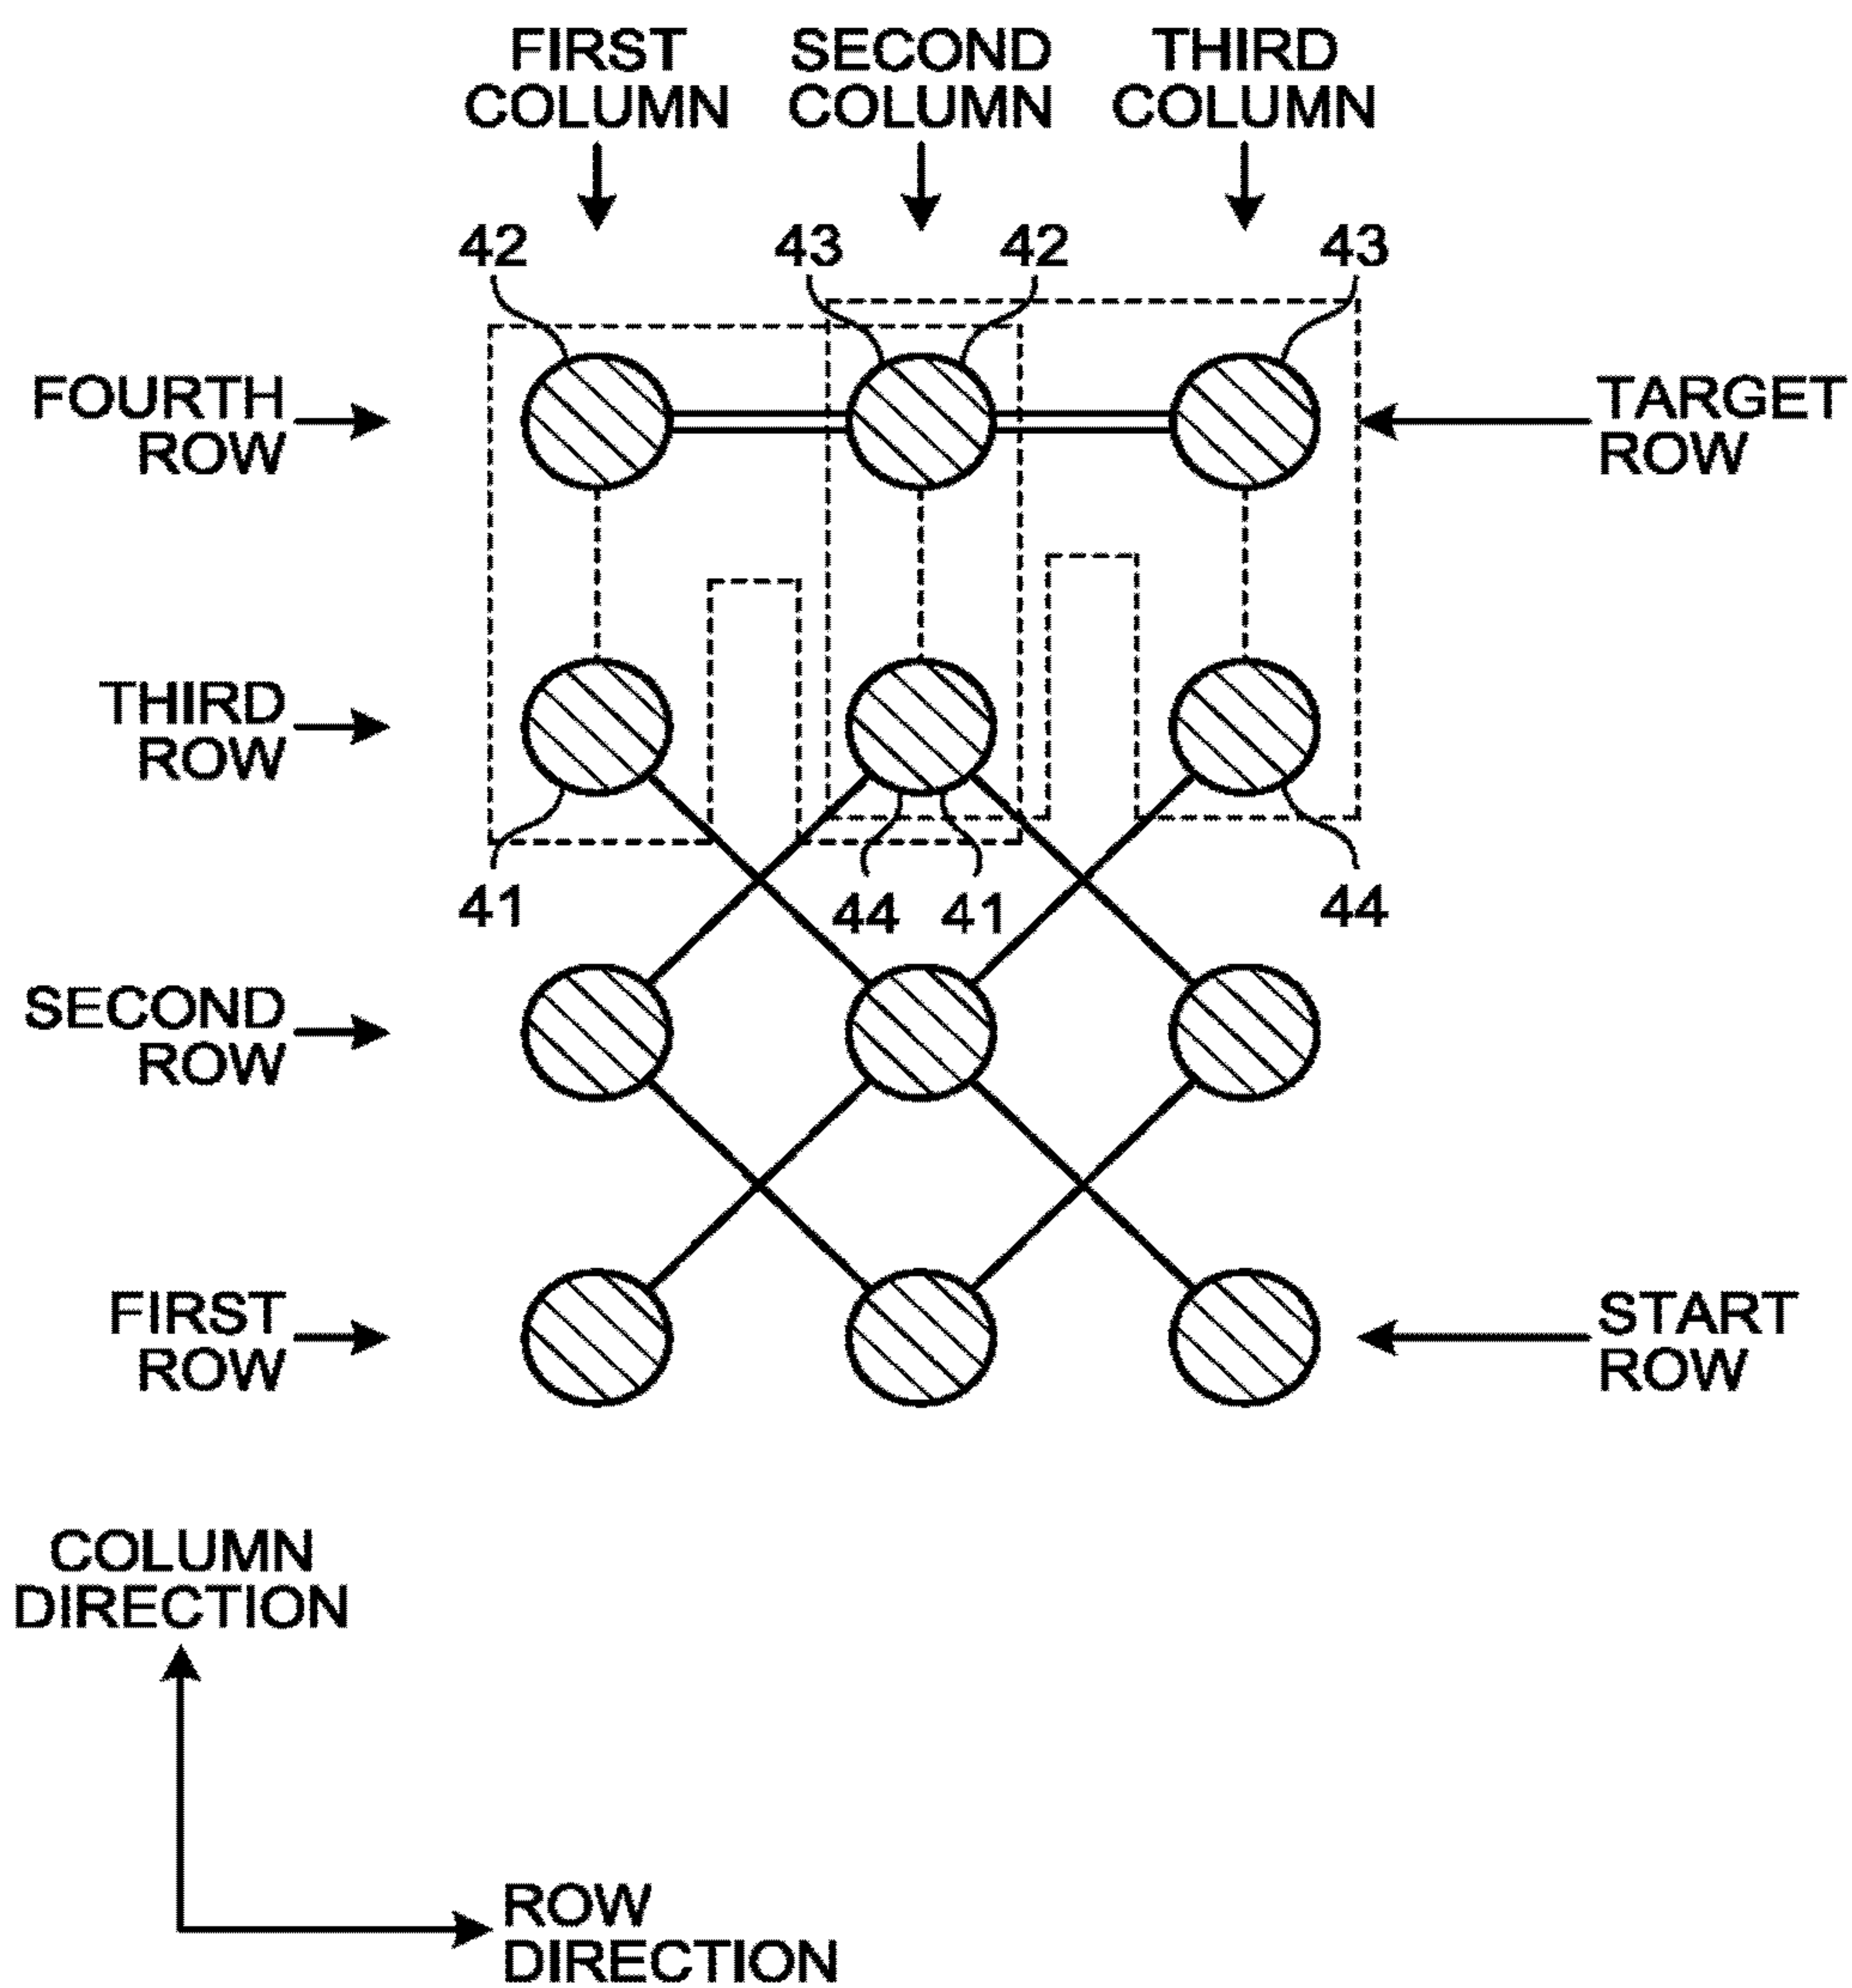 FIRST
COLUMN
SECOND
COLUMN
THIRD
COLUMN
42
43
42
43
FOURTH
ROW
TARGET
ROW
THIRD
ROW
41
44
41
44
SECOND
ROW
FIRST
ROW
START
ROW
COLUMN
DIRECTION
ROW
DIRECTION